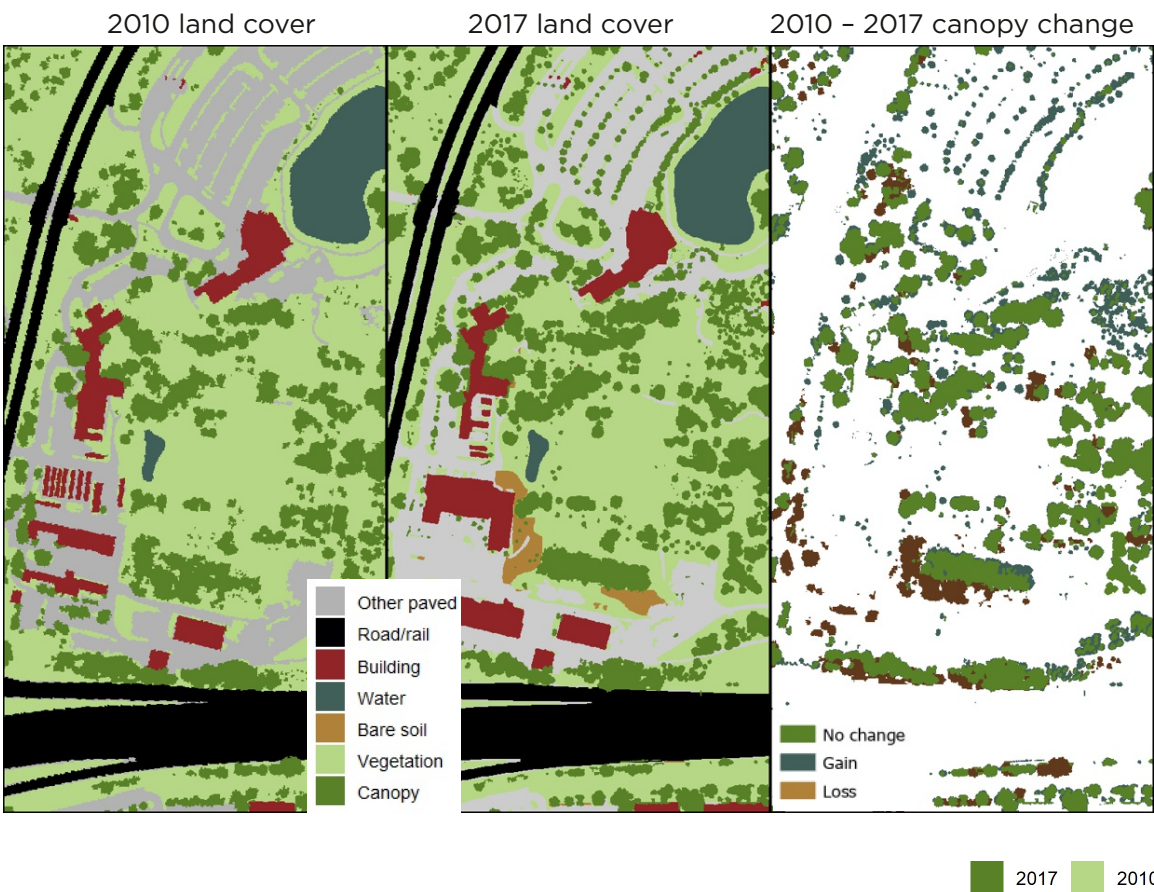 2010 land cover
2017 land cover
2010 – 2017 canopy change
Other paved
Road/rail
Building
Water
Bare soil
Vegetation
Canopy
No change
Gain
Loss
2017
2010